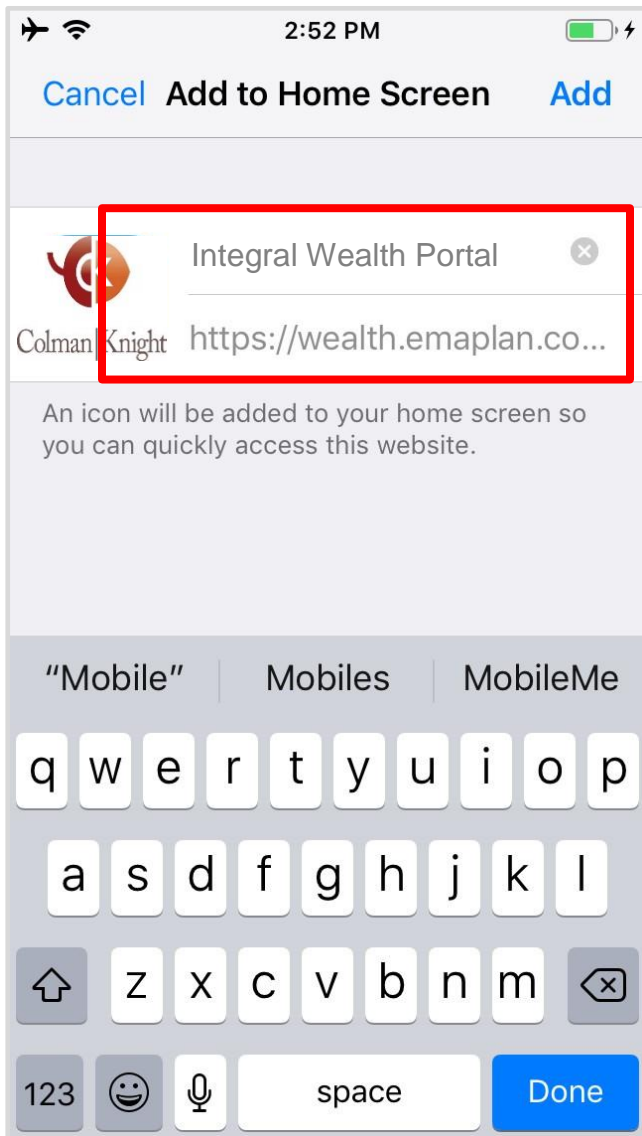 2:52 PM
Cancel Add to Home Screen Add
Integral Wealth Portal
CK
Colman|Knight https://wealth.emaplan.co...
An icon will be added to your home screen so
you can quickly access this website.
“Mobile” Mobiles MobileMe
q w e r t y u i o p
a s d f g h j k l
z x c v b n m
123 space Done